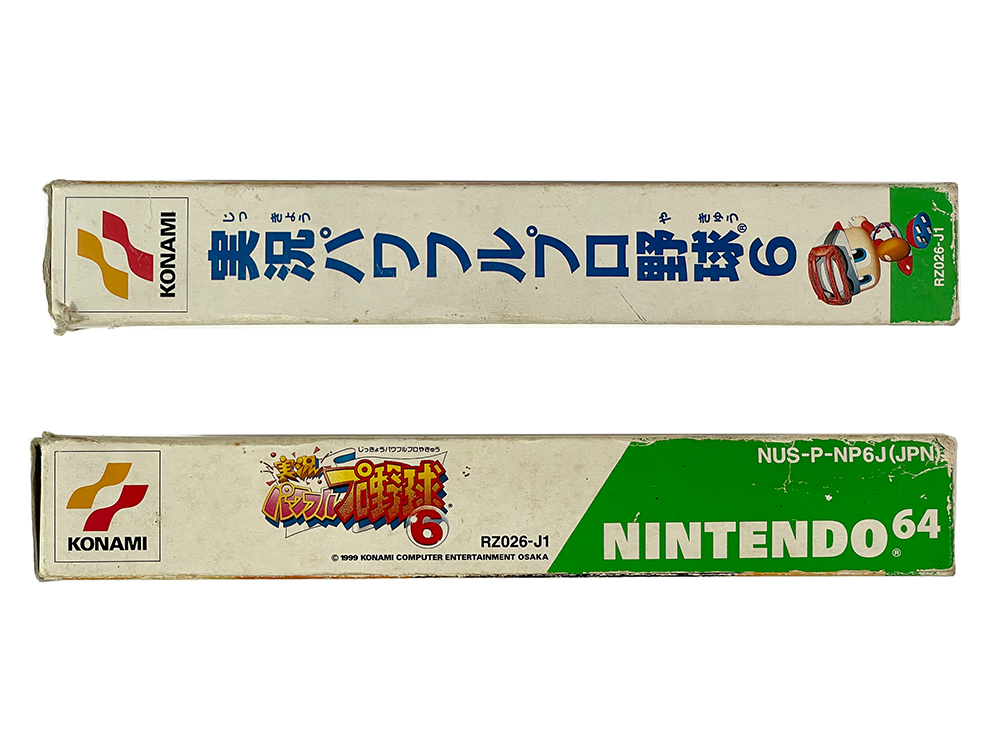 KONAMI
じっ きょう や きゅう
実況パワフルプロ野球®6
RZ026-J1
KONAMI
じっきょうパワフルプロやきゅう
実況
パワフルプロ野球
6
RZ026-J1
© 1999 KONAMI COMPUTER ENTERTAINMENT OSAKA
NUS-P-NP6J(JPN)
NINTENDO64
®